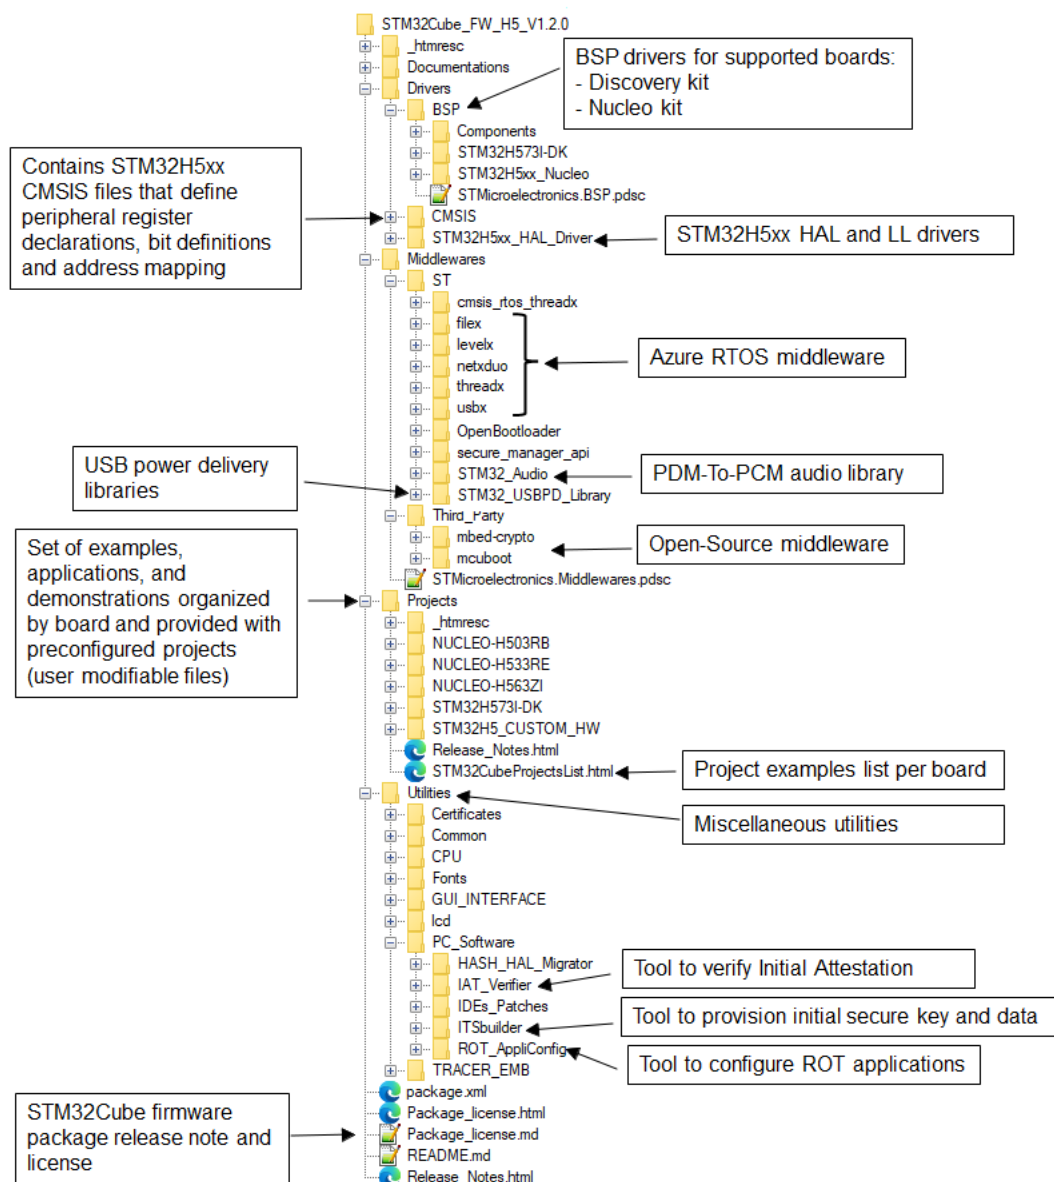 STM32Cube_FW_H5_V1.2.0
_htmresc
Documentations
Drivers
BSP
Components
STM32H573I-DK
STM32H5xx_Nucleo
STMicroelectronics.BSP.pdsc
CMSIS
STM32H5xx_HAL_Driver
Middlewares
ST
cmsis_rtos_threadx
filex
levelx
netxduo
threadx
usbx
OpenBootloader
secure_manager_api
STM32_Audio
STM32_USBPD_Library
Third_Party
mbed-crypto
mcuboot
STMicroelectronics.Middlewares.pdsc
Projects
_htmresc
NUCLEO-H503RB
NUCLEO-H533RE
NUCLEO-H563ZI
STM32H573I-DK
STM32H5_CUSTOM_HW
Release_Notes.html
STM32CubeProjectsList.html
Utilities
Certificates
Common
CPU
Fonts
GUI_INTERFACE
lcd
PC_Software
HASH_HAL_Migrator
IAT_Verifier
IDEs_Patches
ITSbuilder
ROT_AppliConfig
TRACER_EMB
package.xml
Package_license.html
Package_license.md
README.md
Release_Notes.html
Contains STM32H5xx
CMSIS files that define
peripheral register
declarations, bit definitions
and address mapping
USB power delivery
libraries
Set of examples,
applications, and
demonstrations organized
by board and provided with
preconfigured projects
(user modifiable files)
STM32Cube firmware
package release note and
license
BSP drivers for supported boards:
- Discovery kit
- Nucleo kit
STM32H5xx HAL and LL drivers
Azure RTOS middleware
PDM-To-PCM audio library
Open-Source middleware
Project examples list per board
Miscellaneous utilities
Tool to verify Initial Attestation
Tool to provision initial secure key and data
Tool to configure ROT applications